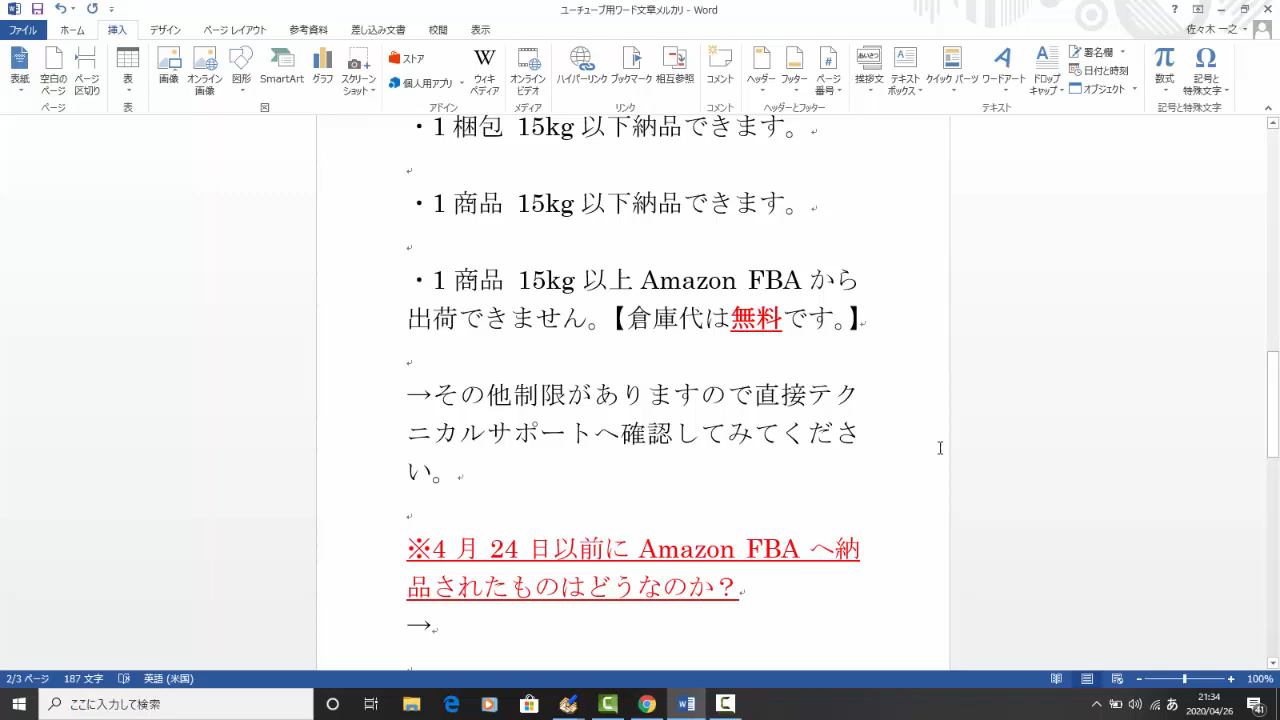 ユーチューブ用ワード文章メルカリ - Word
ファイル ホーム 挿入 デザイン ページ レイアウト 参考資料 差し込み文書 校閲 表示 佐々木 一之
表紙 空白のページ ページ区切り 表 画像 オンライン画像 図形 SmartArt グラフ スクリーンショット ストア 個人用アプリ ウィキペディア オンラインビデオ ハイパーリンク ブックマーク 相互参照 コメント ヘッダー フッター ページ番号 あいさつ 挨拶文 テキストボックス クイック パーツ ワードアート ドロップキャップ 署名欄 日付と時刻 オブジェクト 数式 記号と特殊文字
ページ 表 図 アドイン メディア リンク コメント ヘッダーとフッター テキスト 記号と特殊文字
・1 梱包 15kg 以下納品できます。
・1 商品 15kg 以下納品できます。
・1 商品 15kg 以上 Amazon FBA から
出荷できません。【倉庫代は無料です。】
→その他制限がありますので直接テク
ニカルサポートへ確認してみてくださ
い。
※4 月 24 日以前に Amazon FBA へ納
品されたものはどうなのか？
→
2/3 ページ 187 文字 英語 (米国) 100%
ここに入力して検索 あ 21:34
2020/04/26